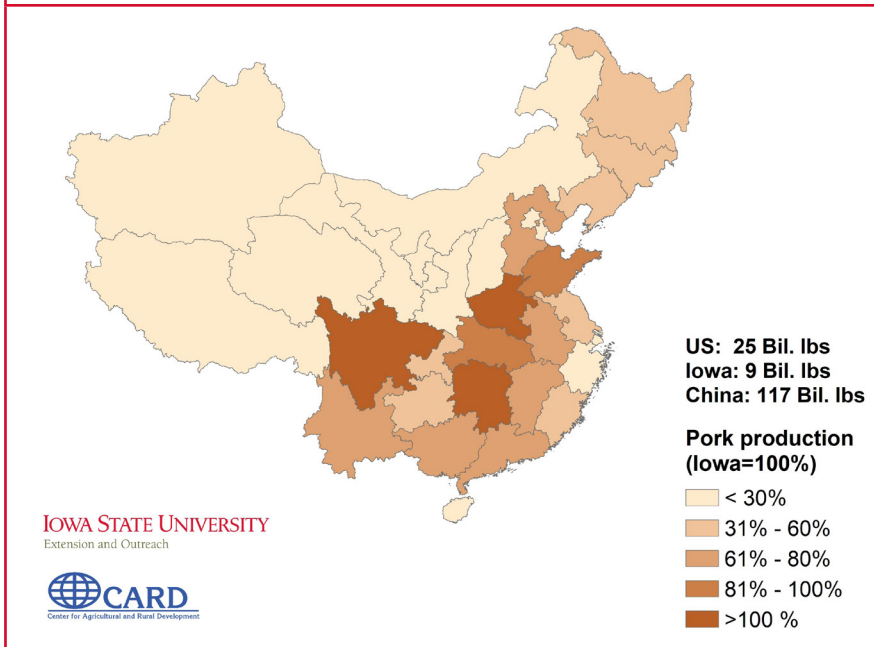 US: 25 Bil. lbs
Iowa: 9 Bil. lbs
China: 117 Bil. lbs
Pork production
(Iowa=100%)
< 30%
31% - 60%
61% - 80%
81% - 100%
>100 %
IOWA STATE UNIVERSITY
Extension and Outreach
CARD
Center for Agricultural and Rural Development